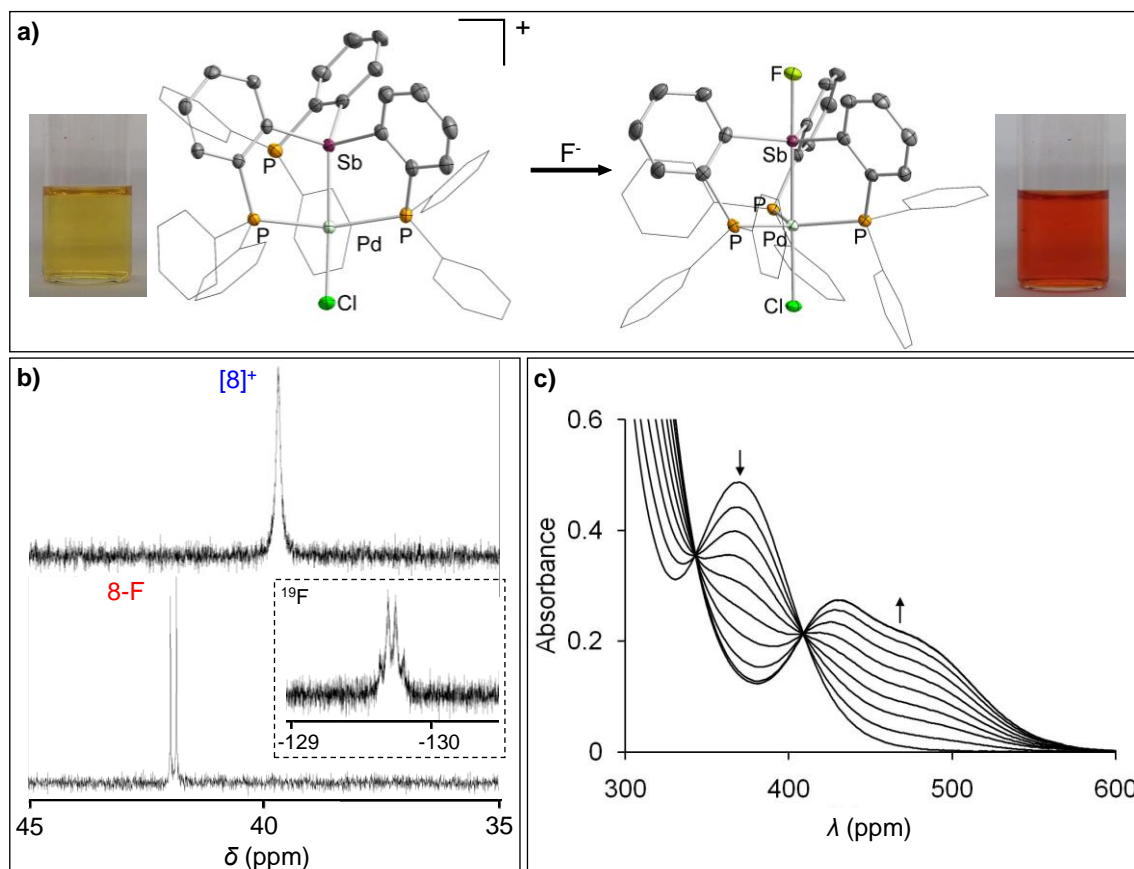 a)
+
P
Sb
P
P
Pd
Cl
F-
F
Sb
P
P
Pd
P
Cl
b)
[8]+
8-F
19F
-129
-130
45
40
35
δ (ppm)
c)
0.6
0.4
0.2
0
Absorbance
300
400
500
600
λ (ppm)